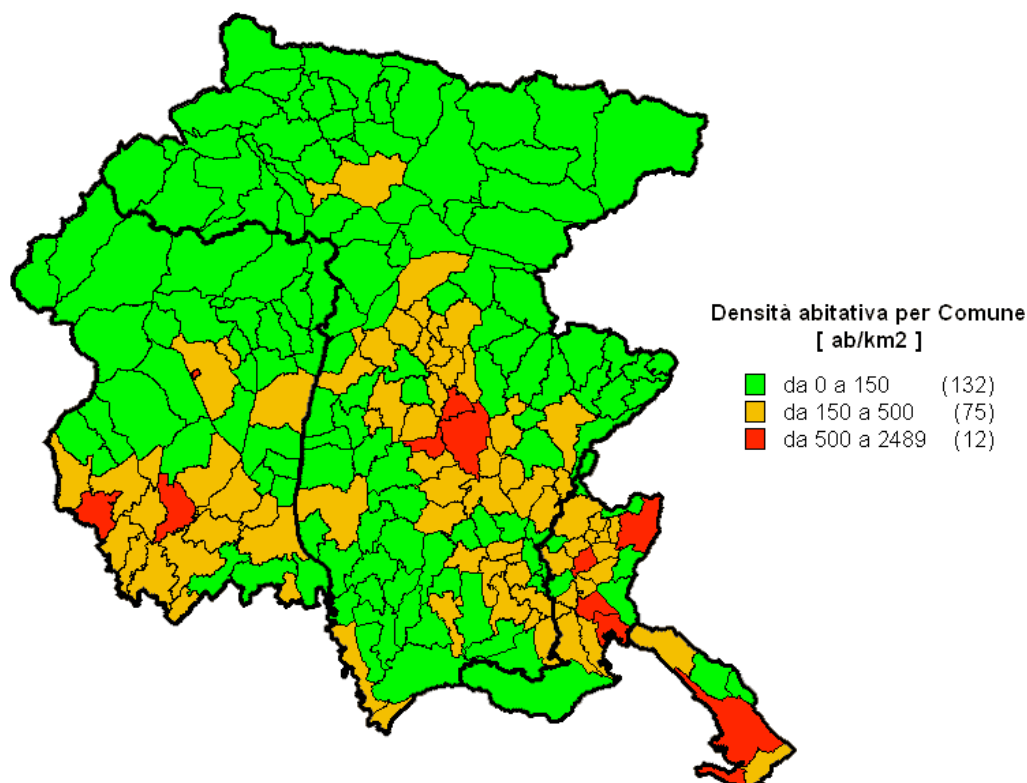 Densità abitativa per Comune
[ ab/km2 ]
da 0 a 150 (132)
da 150 a 500 (75)
da 500 a 2489 (12)